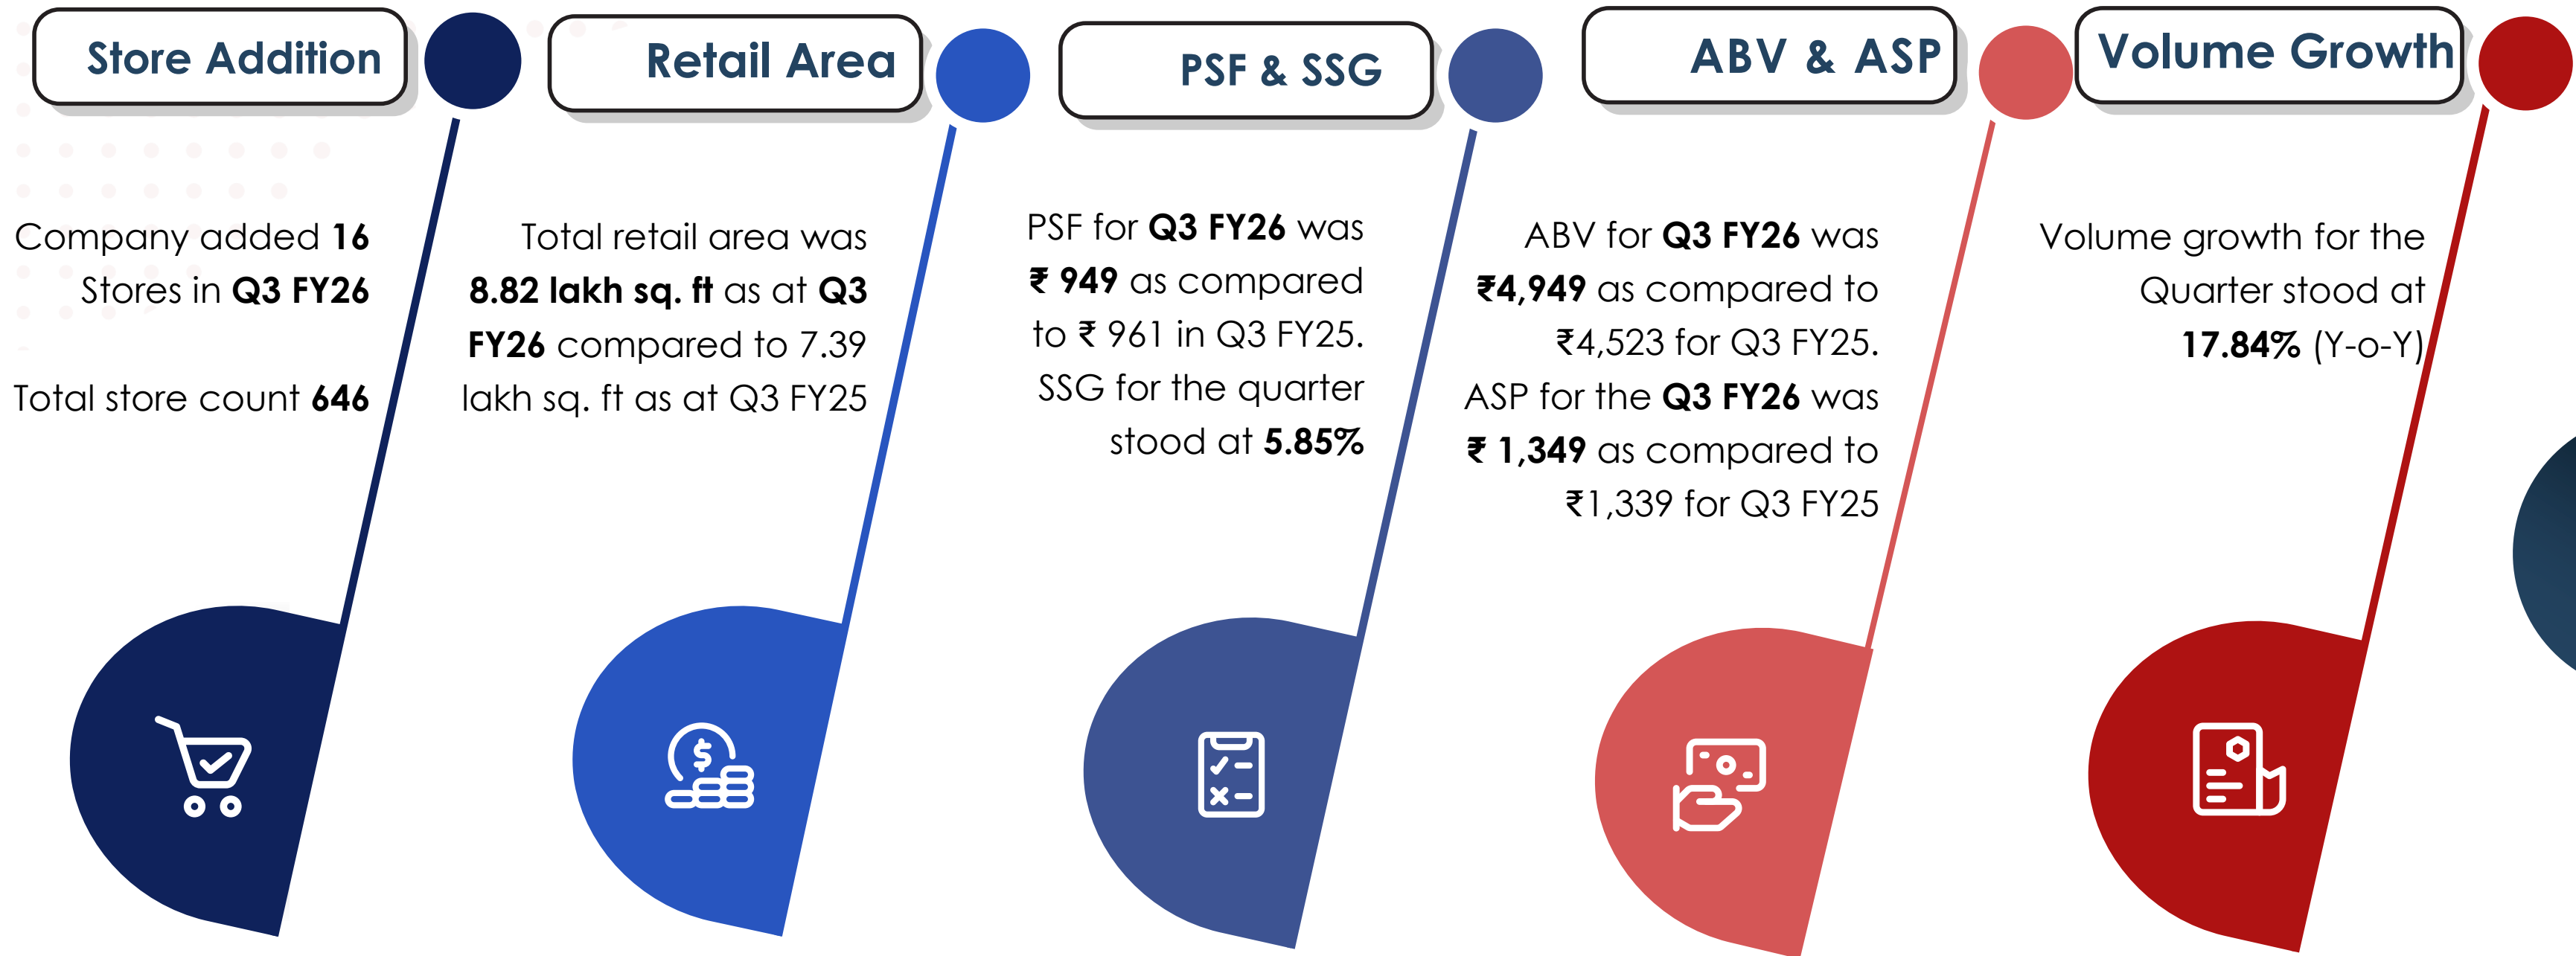 Store Addition
Company added 16
Stores in Q3 FY26
Total store count 646
Retail Area
Total retail area was
8.82 lakh sq. ft as at Q3
FY26 compared to 7.39
lakh sq. ft as at Q3 FY25
PSF & SSG
PSF for Q3 FY26 was
₹ 949 as compared
to ₹ 961 in Q3 FY25.
SSG for the quarter
stood at 5.85%
ABV & ASP
ABV for Q3 FY26 was
₹4,949 as compared to
₹4,523 for Q3 FY25.
ASP for the Q3 FY26 was
₹ 1,349 as compared to
₹1,339 for Q3 FY25
Volume Growth
Volume growth for the
Quarter stood at
17.84% (Y-o-Y)